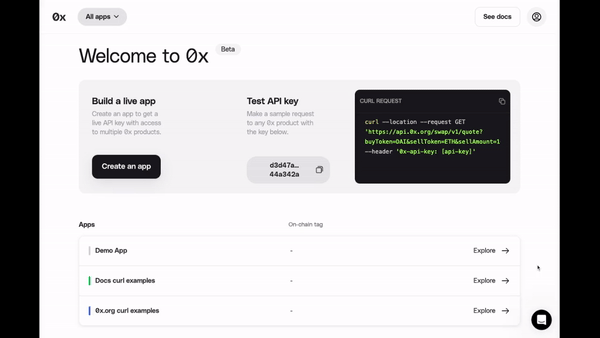 0x
All apps
See docs
Welcome to 0x
Beta
Build a live app
Create an app to get a
live API key with access
to multiple 0x products.
Create an app
Test API key
Make a sample request
to any 0x product with
the key below.
d3d47a...
44a342a
CURL REQUEST
curl --location --request GET
'https://api.0x.org/swap/v1/quote?
buyToken=DAI&sellToken=ETH&sellAmount=1
--header '0x-api-key: [api-key]'
Apps
On-chain tag
Demo App
-
Explore
Docs curl examples
-
Explore
0x.org curl examples
-
Explore